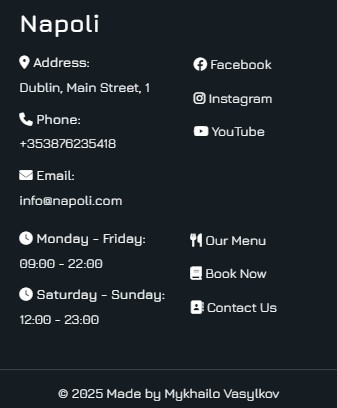 Napoli
Address:
Dublin, Main Street, 1
Phone:
+353876235418
Email:
info@napoli.com
Facebook
Instagram
YouTube
Monday - Friday:
09:00 - 22:00
Saturday - Sunday:
12:00 - 23:00
Our Menu
Book Now
Contact Us
© 2025 Made by Mykhailo Vasylkov